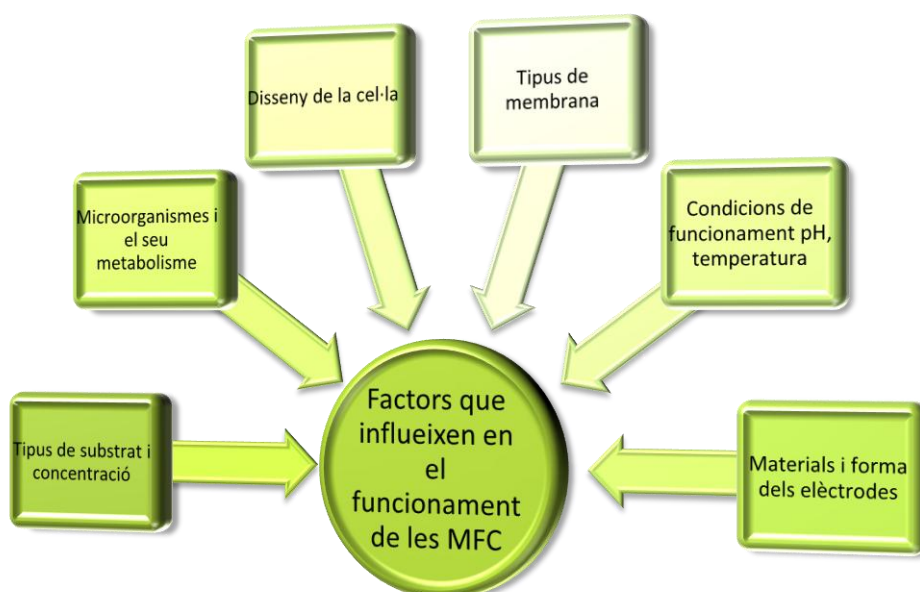 Disseny de la cel·la
Tipus de
membrana
Microorganismes i
el seu
metabolisme
Condicions de
funcionament pH,
temperatura
Tipus de substrat i
concentració
Factors que
influeixen en
el
funcionament
de les MFC
Materials i forma
dels elèctrodes